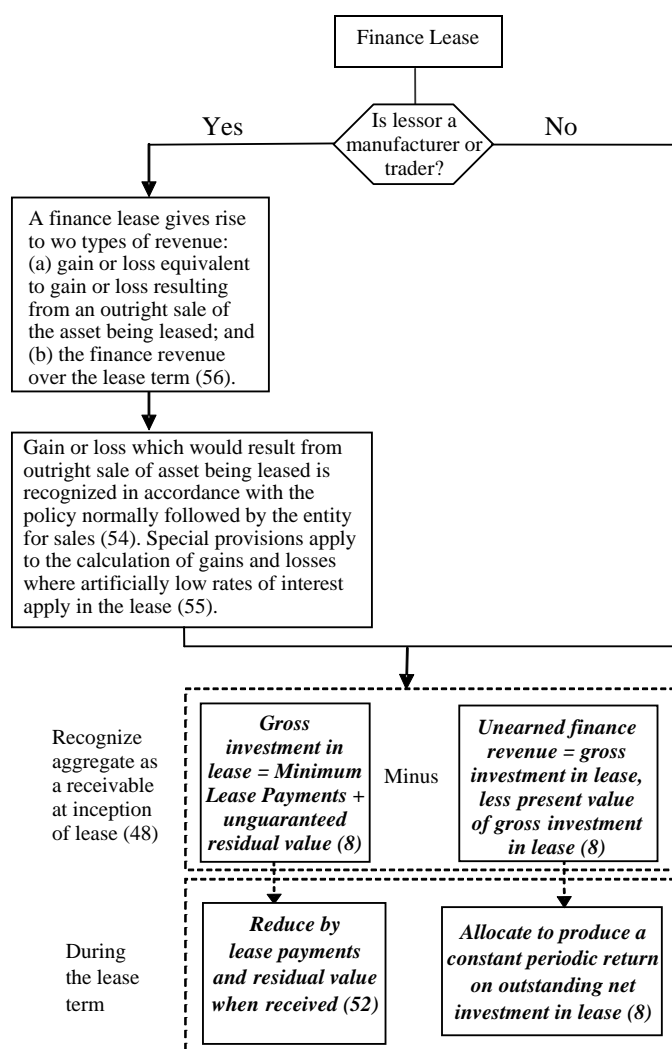 Finance Lease
Is lessor a
manufacturer or
trader?
Yes
No
A finance lease gives rise
to wo types of revenue:
(a) gain or loss equivalent
to gain or loss resulting
from an outright sale of
the asset being leased; and
(b) the finance revenue
over the lease term (56).
Gain or loss which would result from
outright sale of asset being leased is
recognized in accordance with the
policy normally followed by the entity
for sales (54). Special provisions apply
to the calculation of gains and losses
where artificially low rates of interest
apply in the lease (55).
Recognize
aggregate as
a receivable
at inception
of lease (48)
Gross
investment in
lease = Minimum
Lease Payments +
unguaranteed
residual value (8)
Minus
Unearned finance
revenue = gross
investment in lease,
less present value
of gross investment
in lease (8)
During
the lease
term
Reduce by
lease payments
and residual value
when received (52)
Allocate to produce a
constant periodic return
on outstanding net
investment in lease (8)